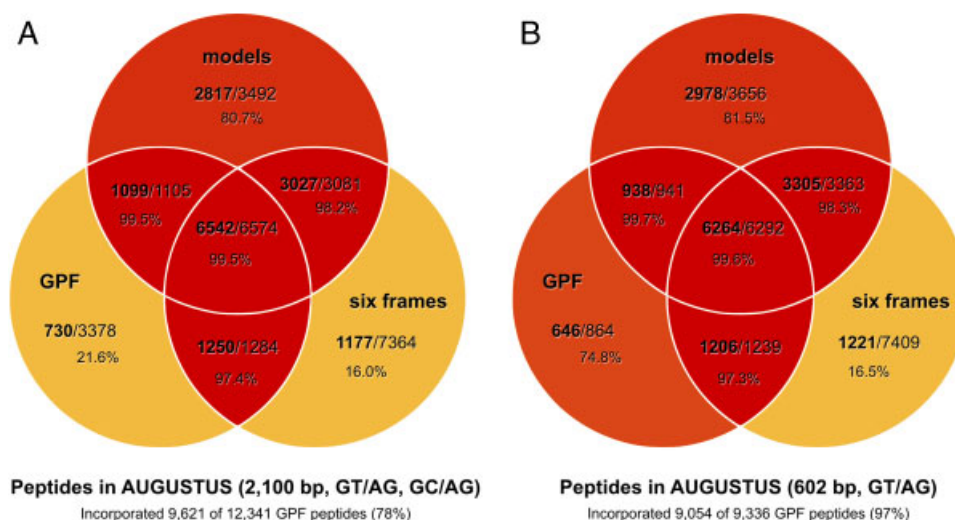 A
models
2817/3492
80.7%
1099/1105
99.5%
3027/3081
98.2%
6542/6574
99.5%
GPF
730/3378
21.6%
six frames
1177/7364
16.0%
1250/1284
97.4%
Peptides in AUGUSTUS (2,100 bp, GT/AG, GC/AG)
Incorporated 9,621 of 12,341 GPF peptides (78%)
B
models
2978/3656
81.5%
938/941
99.7%
3305/3363
98.3%
6264/6292
99.6%
GPF
646/864
74.8%
six frames
1221/7409
16.5%
1206/1239
97.3%
Peptides in AUGUSTUS (602 bp, GT/AG)
Incorporated 9,054 of 9,336 GPF peptides (97%)